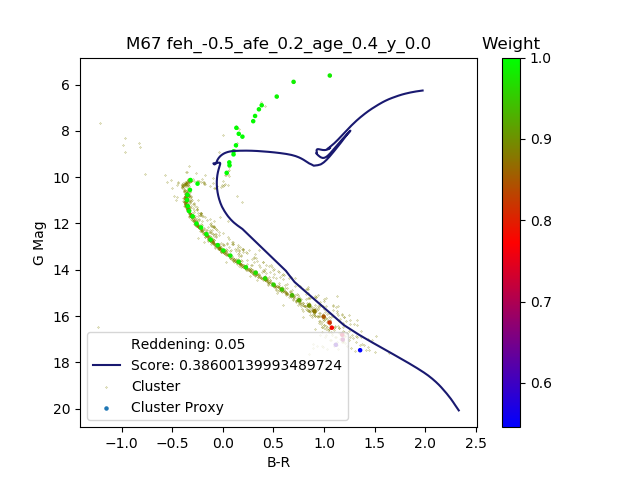 M67 feh_-0.5_afe_0.2_age_0.4_y_0.0
Weight
G Mag
6
8
10
12
14
16
18
20
Reddening: 0.05
Score: 0.38600139993489724
Cluster
Cluster Proxy
−1.0 −0.5 0.0 0.5 1.0 1.5 2.0 2.5
B-R
1.0
0.9
0.8
0.7
0.6